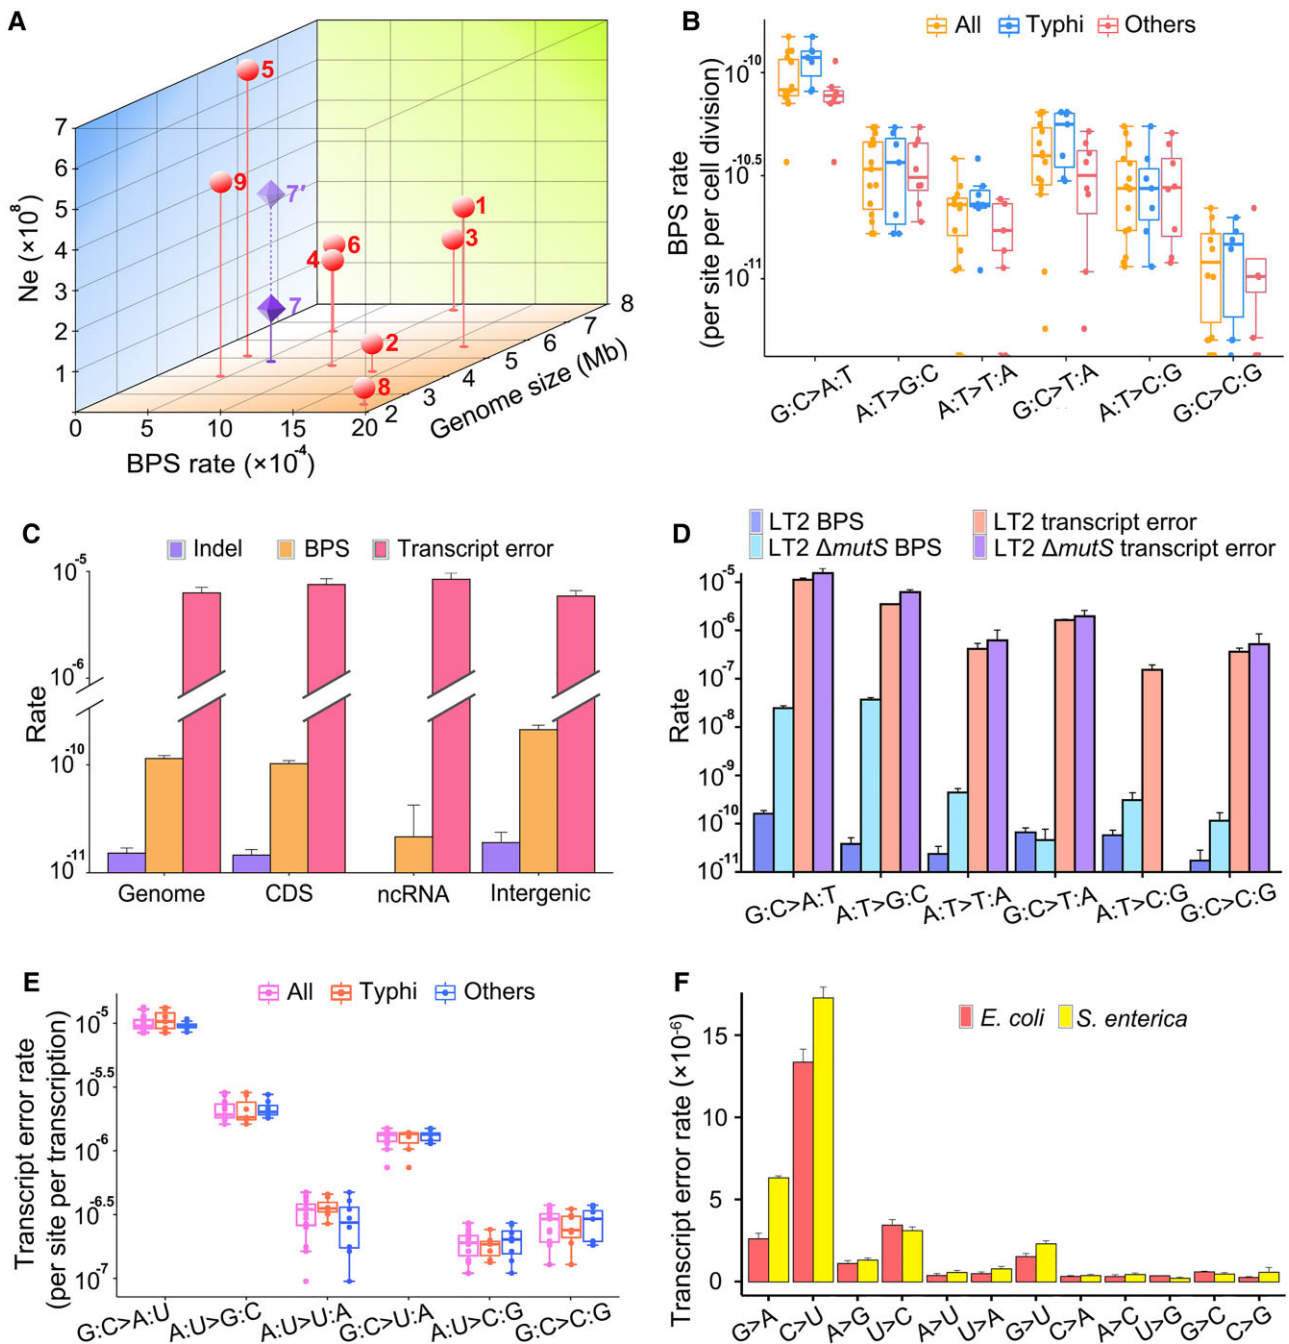 A
7
6
5
4
3
2
1
0
Ne (×10⁸)
0
5
10
15
20
BPS rate (×10⁻⁴)
2
3
4
5
6
7
8
Genome size (Mb)
5
9
7′
1
6
3
4
7
2
8
B
All
Typhi
Others
BPS rate
(per site per cell division)
10⁻¹⁰
10⁻¹⁰·⁵
10⁻¹¹
G:C>A:T
A:T>G:C
A:T>T:A
G:C>T:A
A:T>C:G
G:C>C:G
C
Indel
BPS
Transcript error
Rate
10⁻⁵
10⁻⁶
10⁻¹⁰
10⁻¹¹
Genome
CDS
ncRNA
Intergenic
D
LT2 BPS
LT2 transcript error
LT2 ΔmutS BPS
LT2 ΔmutS transcript error
Rate
10⁻⁵
10⁻⁶
10⁻⁷
10⁻⁸
10⁻⁹
10⁻¹⁰
10⁻¹¹
G:C>A:T
A:T>G:C
A:T>T:A
G:C>T:A
A:T>C:G
G:C>C:G
E
All
Typhi
Others
Transcript error rate
(per site per transcription)
10⁻⁵
10⁻⁵·⁵
10⁻⁶
10⁻⁶·⁵
10⁻⁷
G:C>A:U
A:U>G:C
A:U>U:A
G:C>U:A
A:U>C:G
G:C>C:G
F
E. coli
S. enterica
Transcript error rate (×10⁻⁶)
15
10
5
0
G>A
C>U
A>G
U>C
A>U
U>A
G>U
C>A
A>C
U>G
G>C
C>G